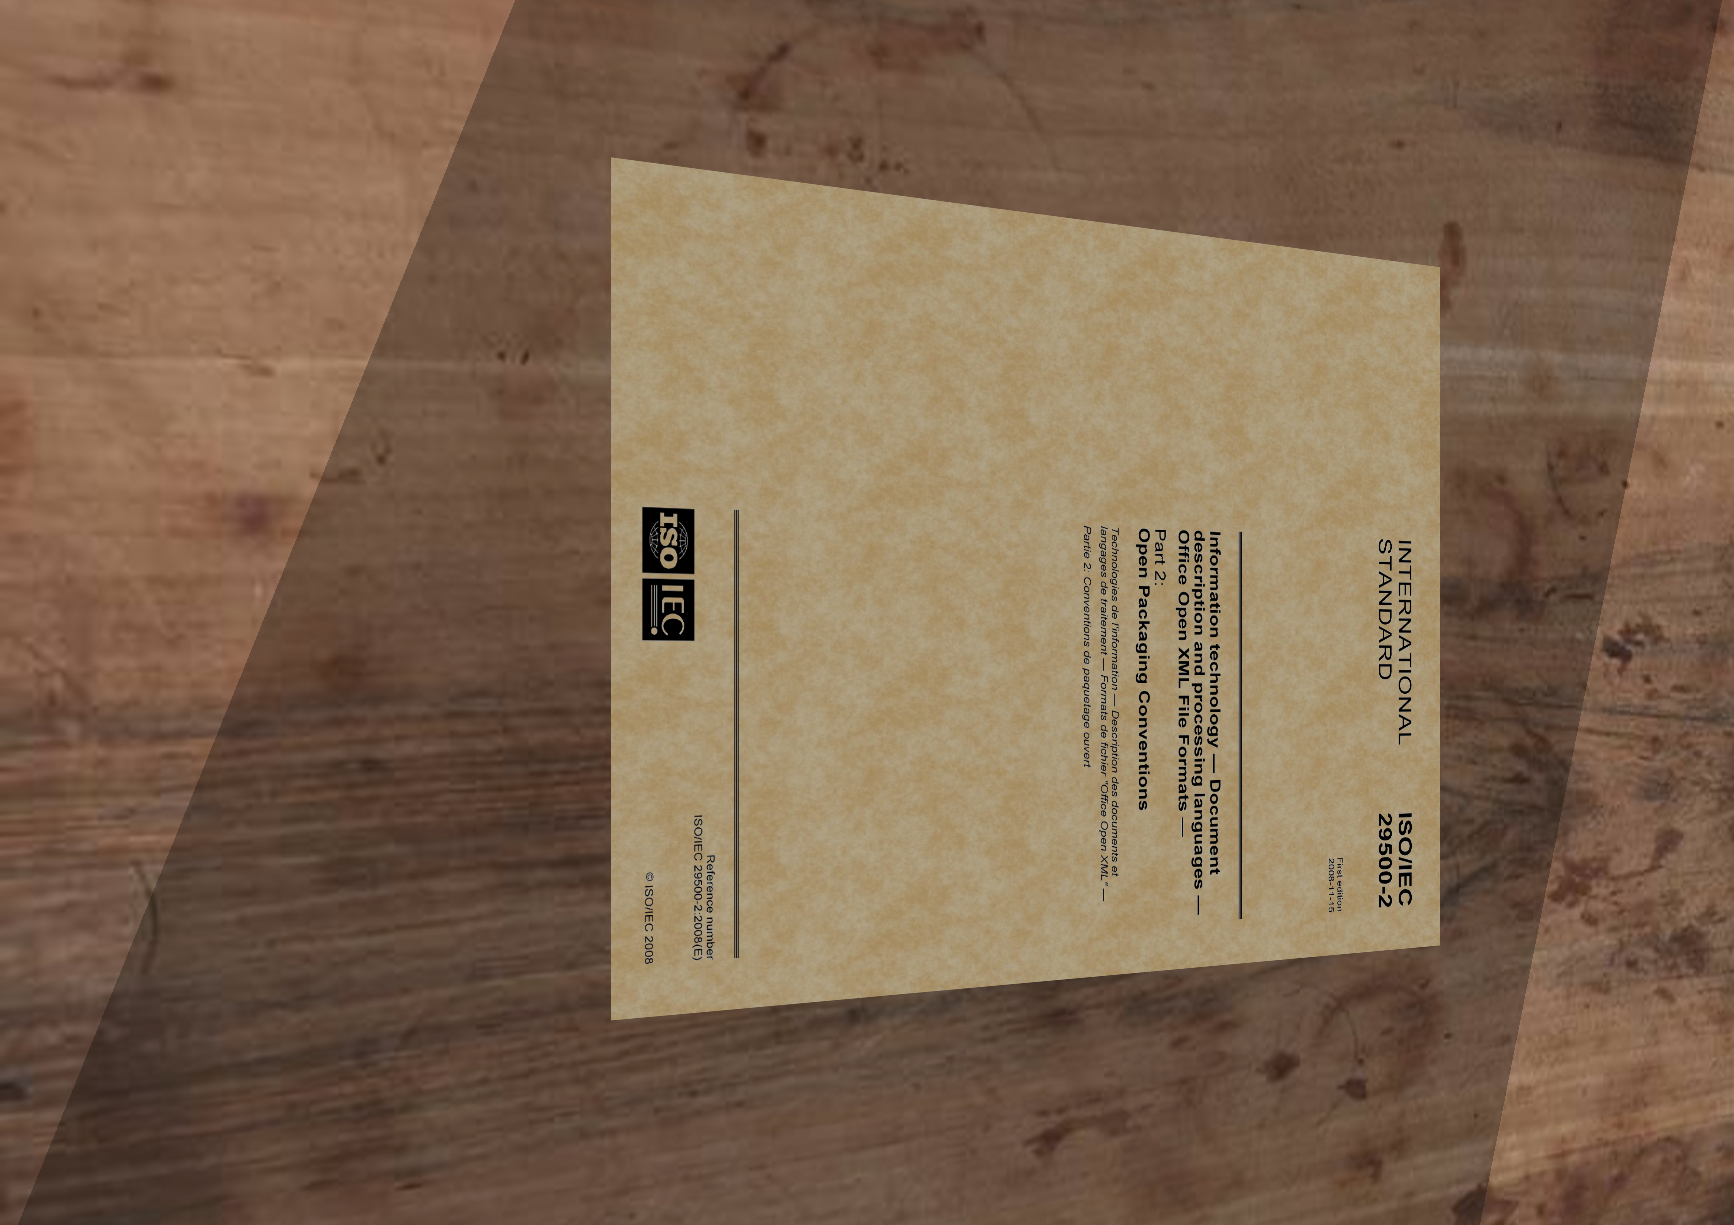 INTERNATIONAL
STANDARD
ISO/IEC
29500-2
First edition
2008-11-15
Information technology — Document
description and processing languages —
Office Open XML File Formats —
Part 2:
Open Packaging Conventions
Technologies de l'information — Description des documents et
langages de traitement — Formats de fichier "Office Open XML" —
Partie 2: Conventions de paquetage ouvert
Reference number
ISO/IEC 29500-2:2008(E)
ISO IEC
© ISO/IEC 2008